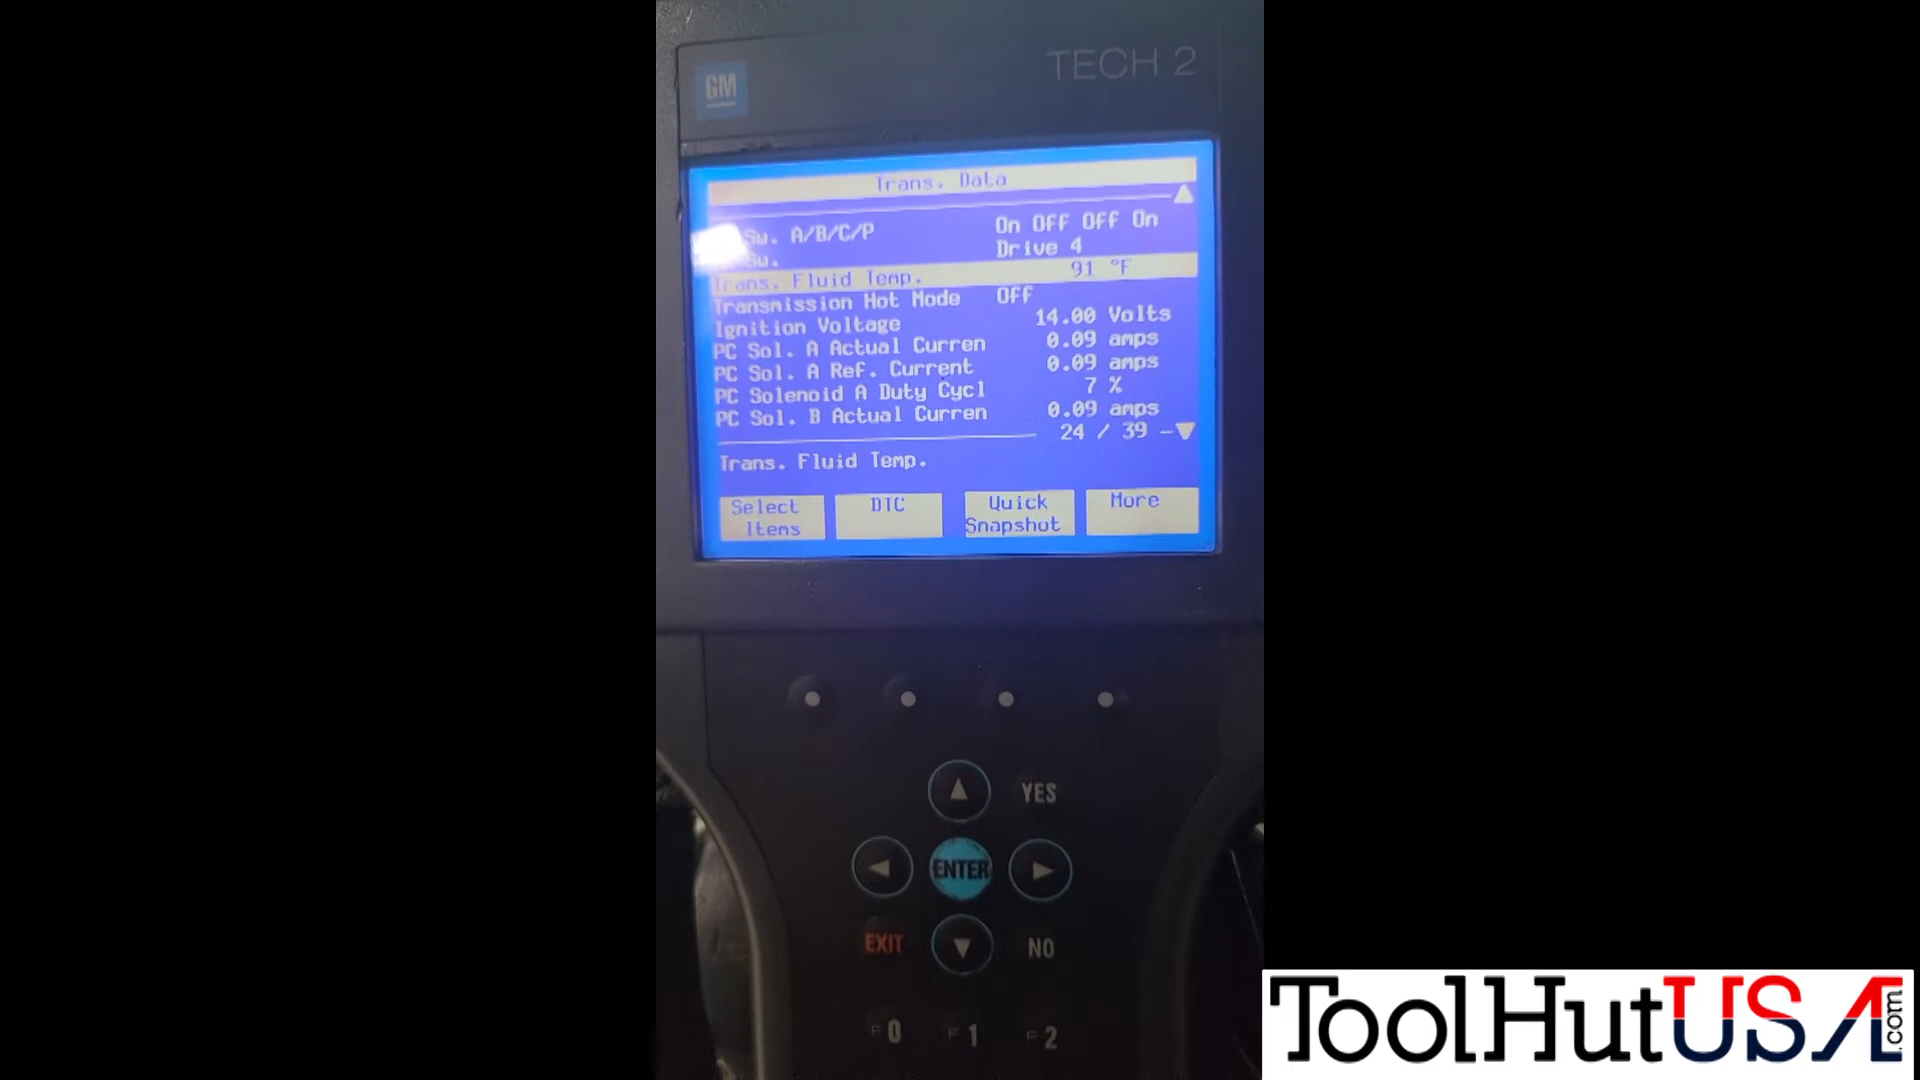 GM
TECH 2
Trans. Data
Sw. A/B/C/P On Off Off On
Sw. Drive 4
Trans. Fluid Temp. 91 °F
Transmission Hot Mode Off
Ignition Voltage 14.00 Volts
PC Sol. A Actual Curren 0.09 amps
PC Sol. A Ref. Current 0.09 amps
PC Solenoid A Duty Cycl 7 %
PC Sol. B Actual Curren 0.09 amps
24 / 39
Trans. Fluid Temp.
Select Items
DTC
Quick Snapshot
More
YES
ENTER
EXIT
NO
F0 F1 F2
ToolHutUSA.com